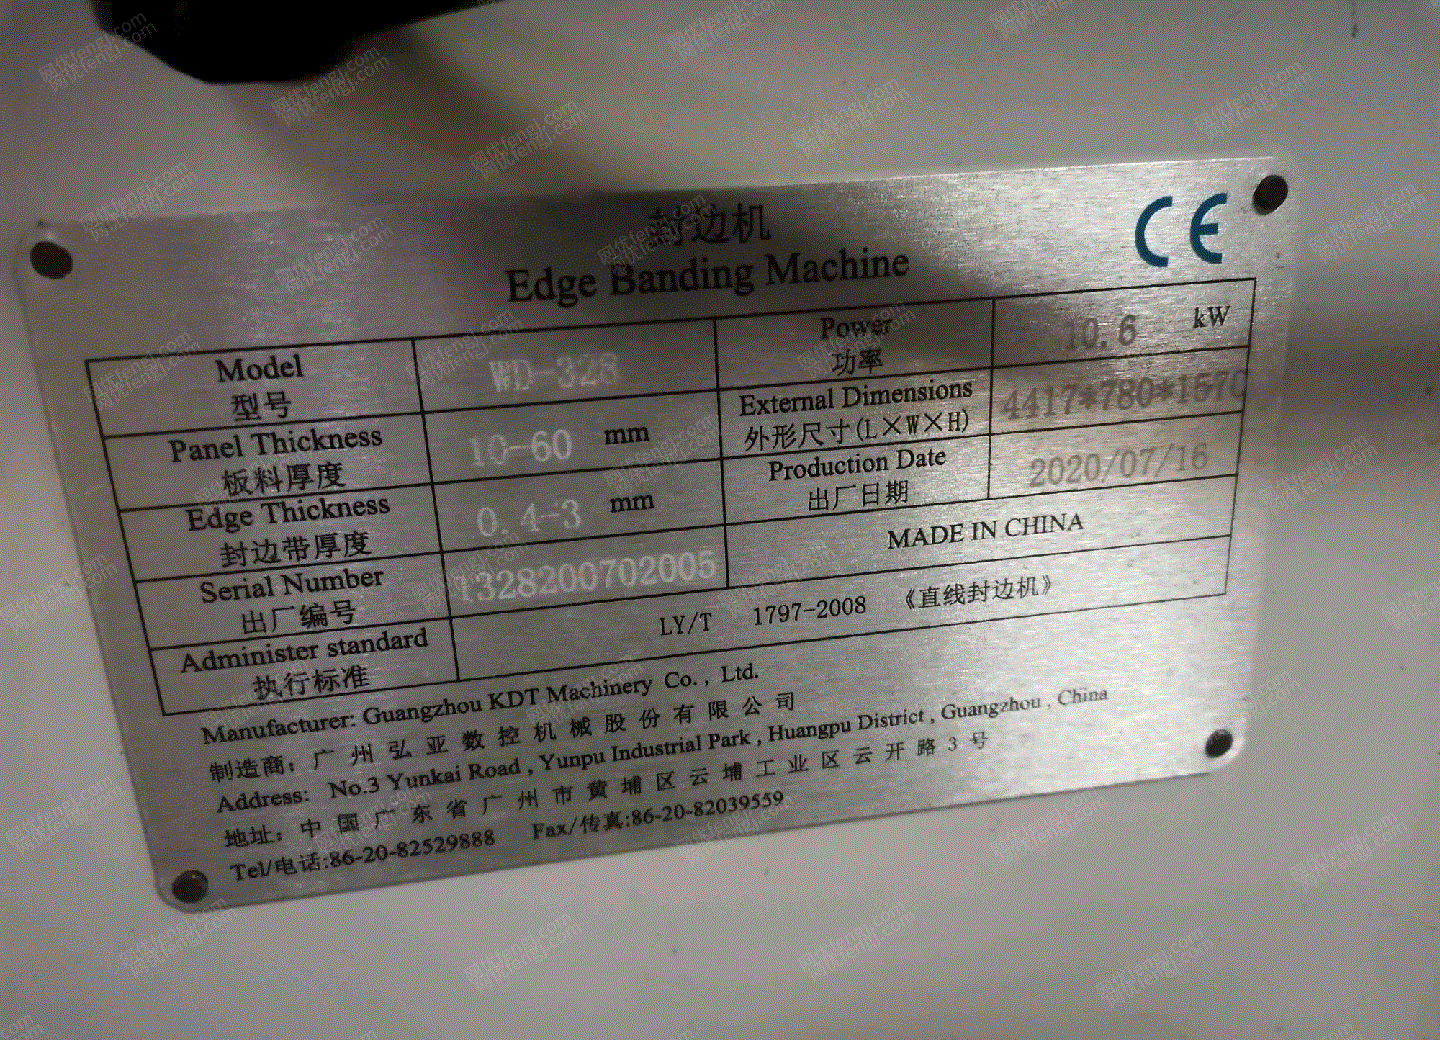 封边机
Edge Banding Machine
CE
Model
型号
WD-328
Power
功率
10.6 kW
Panel Thickness
板料厚度
10-60 mm
External Dimensions
外形尺寸(L×W×H)
4417*780*1570
Edge Thickness
封边带厚度
0.4-3 mm
Production Date
出厂日期
2020/07/16
Serial Number
出厂编号
1328200702005
MADE IN CHINA
Administer standard
执行标准
LY/T 1797-2008 《直线封边机》
Manufacturer: Guangzhou KDT Machinery Co., Ltd.
制造商: 广州弘亚数控机械股份有限公司
Address: No.3 Yunkai Road, Yunpu Industrial Park, Huangpu District, Guangzhou, China
地址: 中国广东省广州市黄埔区云埔工业区云开路3号
Tel/电话:86-20-82529888 Fax/传真:86-20-82039559